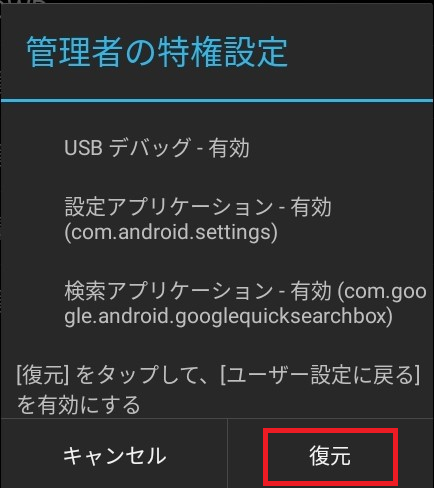 管理者の特権設定
USB デバッグ - 有効
設定アプリケーション - 有効
(com.android.settings)
検索アプリケーション - 有効 (com.goo
gle.android.googlequicksearchbox)
[復元] をタップして、[ユーザー設定に戻る]
を有効にする
キャンセル
復元